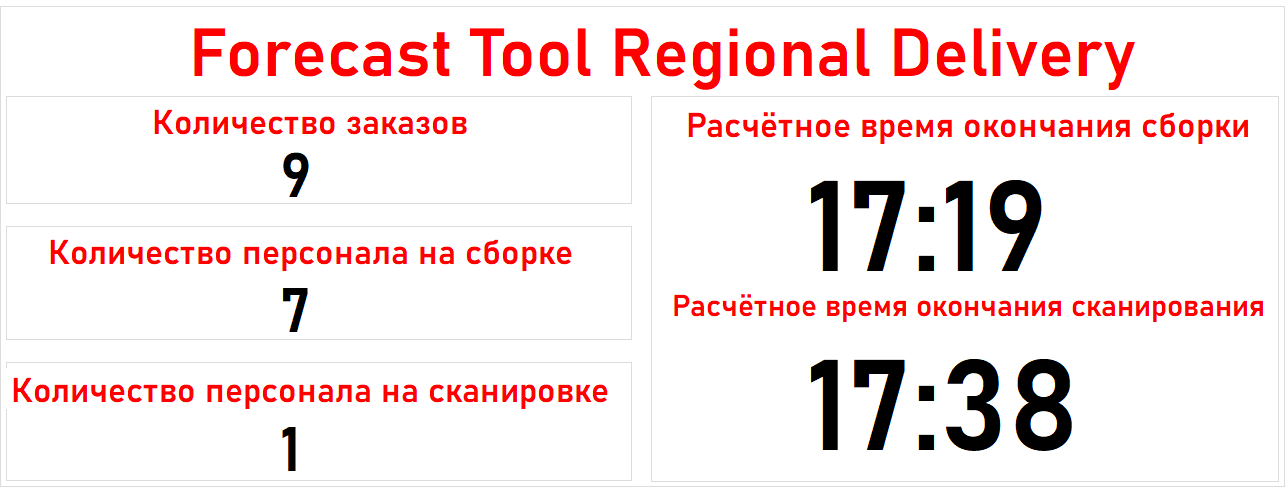 Forecast Tool Regional Delivery
Количество заказов
9
Количество персонала на сборке
7
Количество персонала на сканировке
1
Расчётное время окончания сборки
17:19
Расчётное время окончания сканирования
17:38